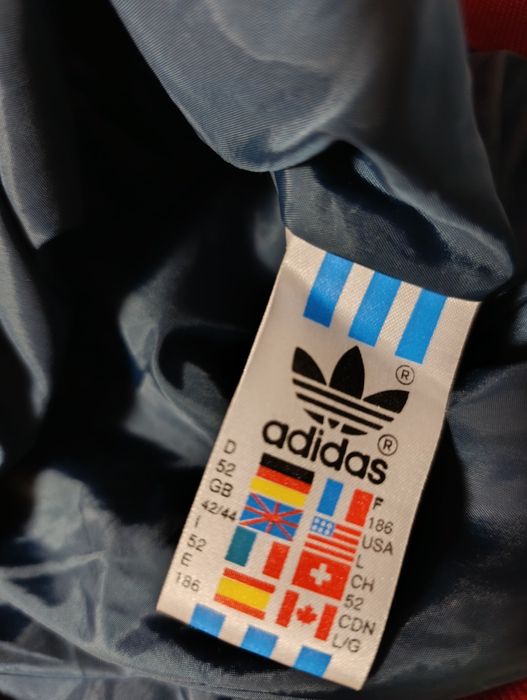 ®
adidas ®
D
52
GB
42/44
I
52
E
186
F
186
USA
L
CH
52
CDN
L/G